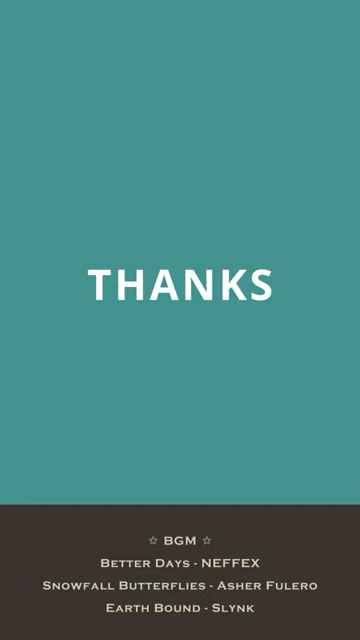 THANKS
☆ BGM ☆
Better Days - NEFFEX
Snowfall Butterflies - Asher Fulero
Earth Bound - Slynk